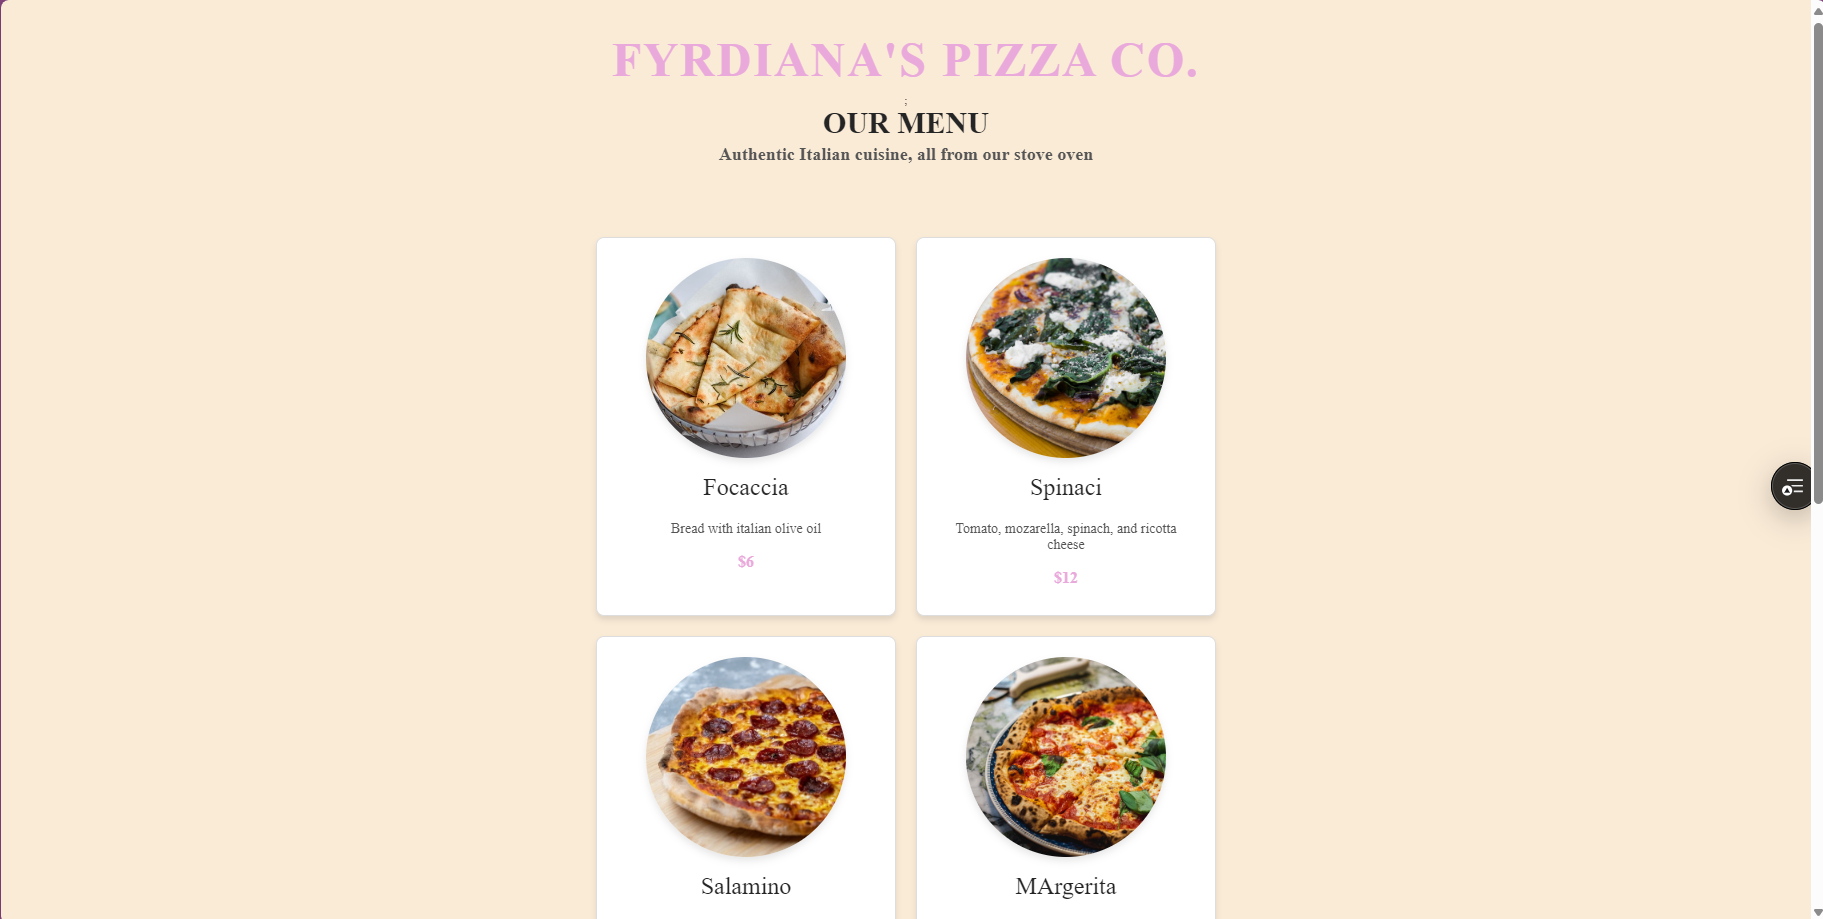 FYRDIANA'S PIZZA CO.
;
OUR MENU
Authentic Italian cuisine, all from our stove oven
Focaccia
Bread with italian olive oil
$6
Spinaci
Tomato, mozarella, spinach, and ricotta
cheese
$12
Salamino
MArgerita